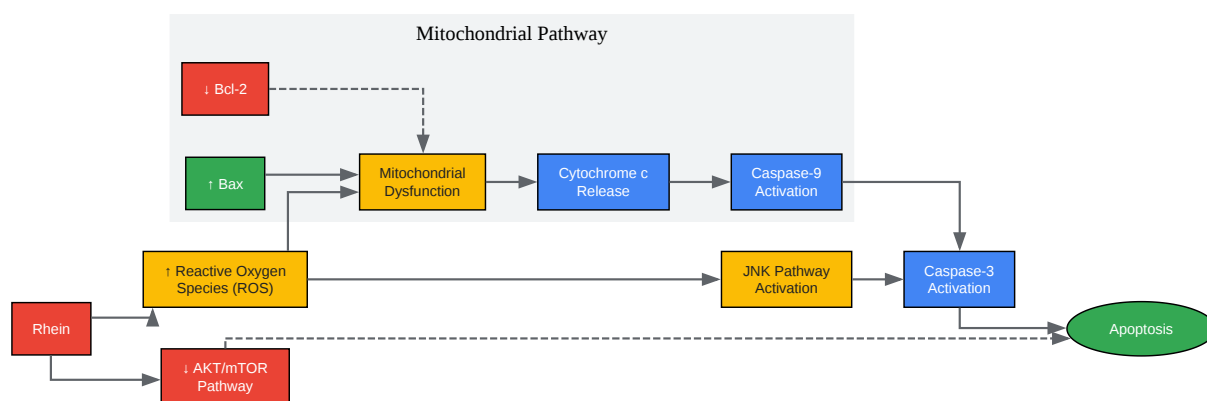 Mitochondrial Pathway
↓ Bcl-2
↑ Bax
Mitochondrial
Dysfunction
Cytochrome c
Release
Caspase-9
Activation
↑ Reactive Oxygen
Species (ROS)
JNK Pathway
Activation
Caspase-3
Activation
Rhein
Apoptosis
↓ AKT/mTOR
Pathway